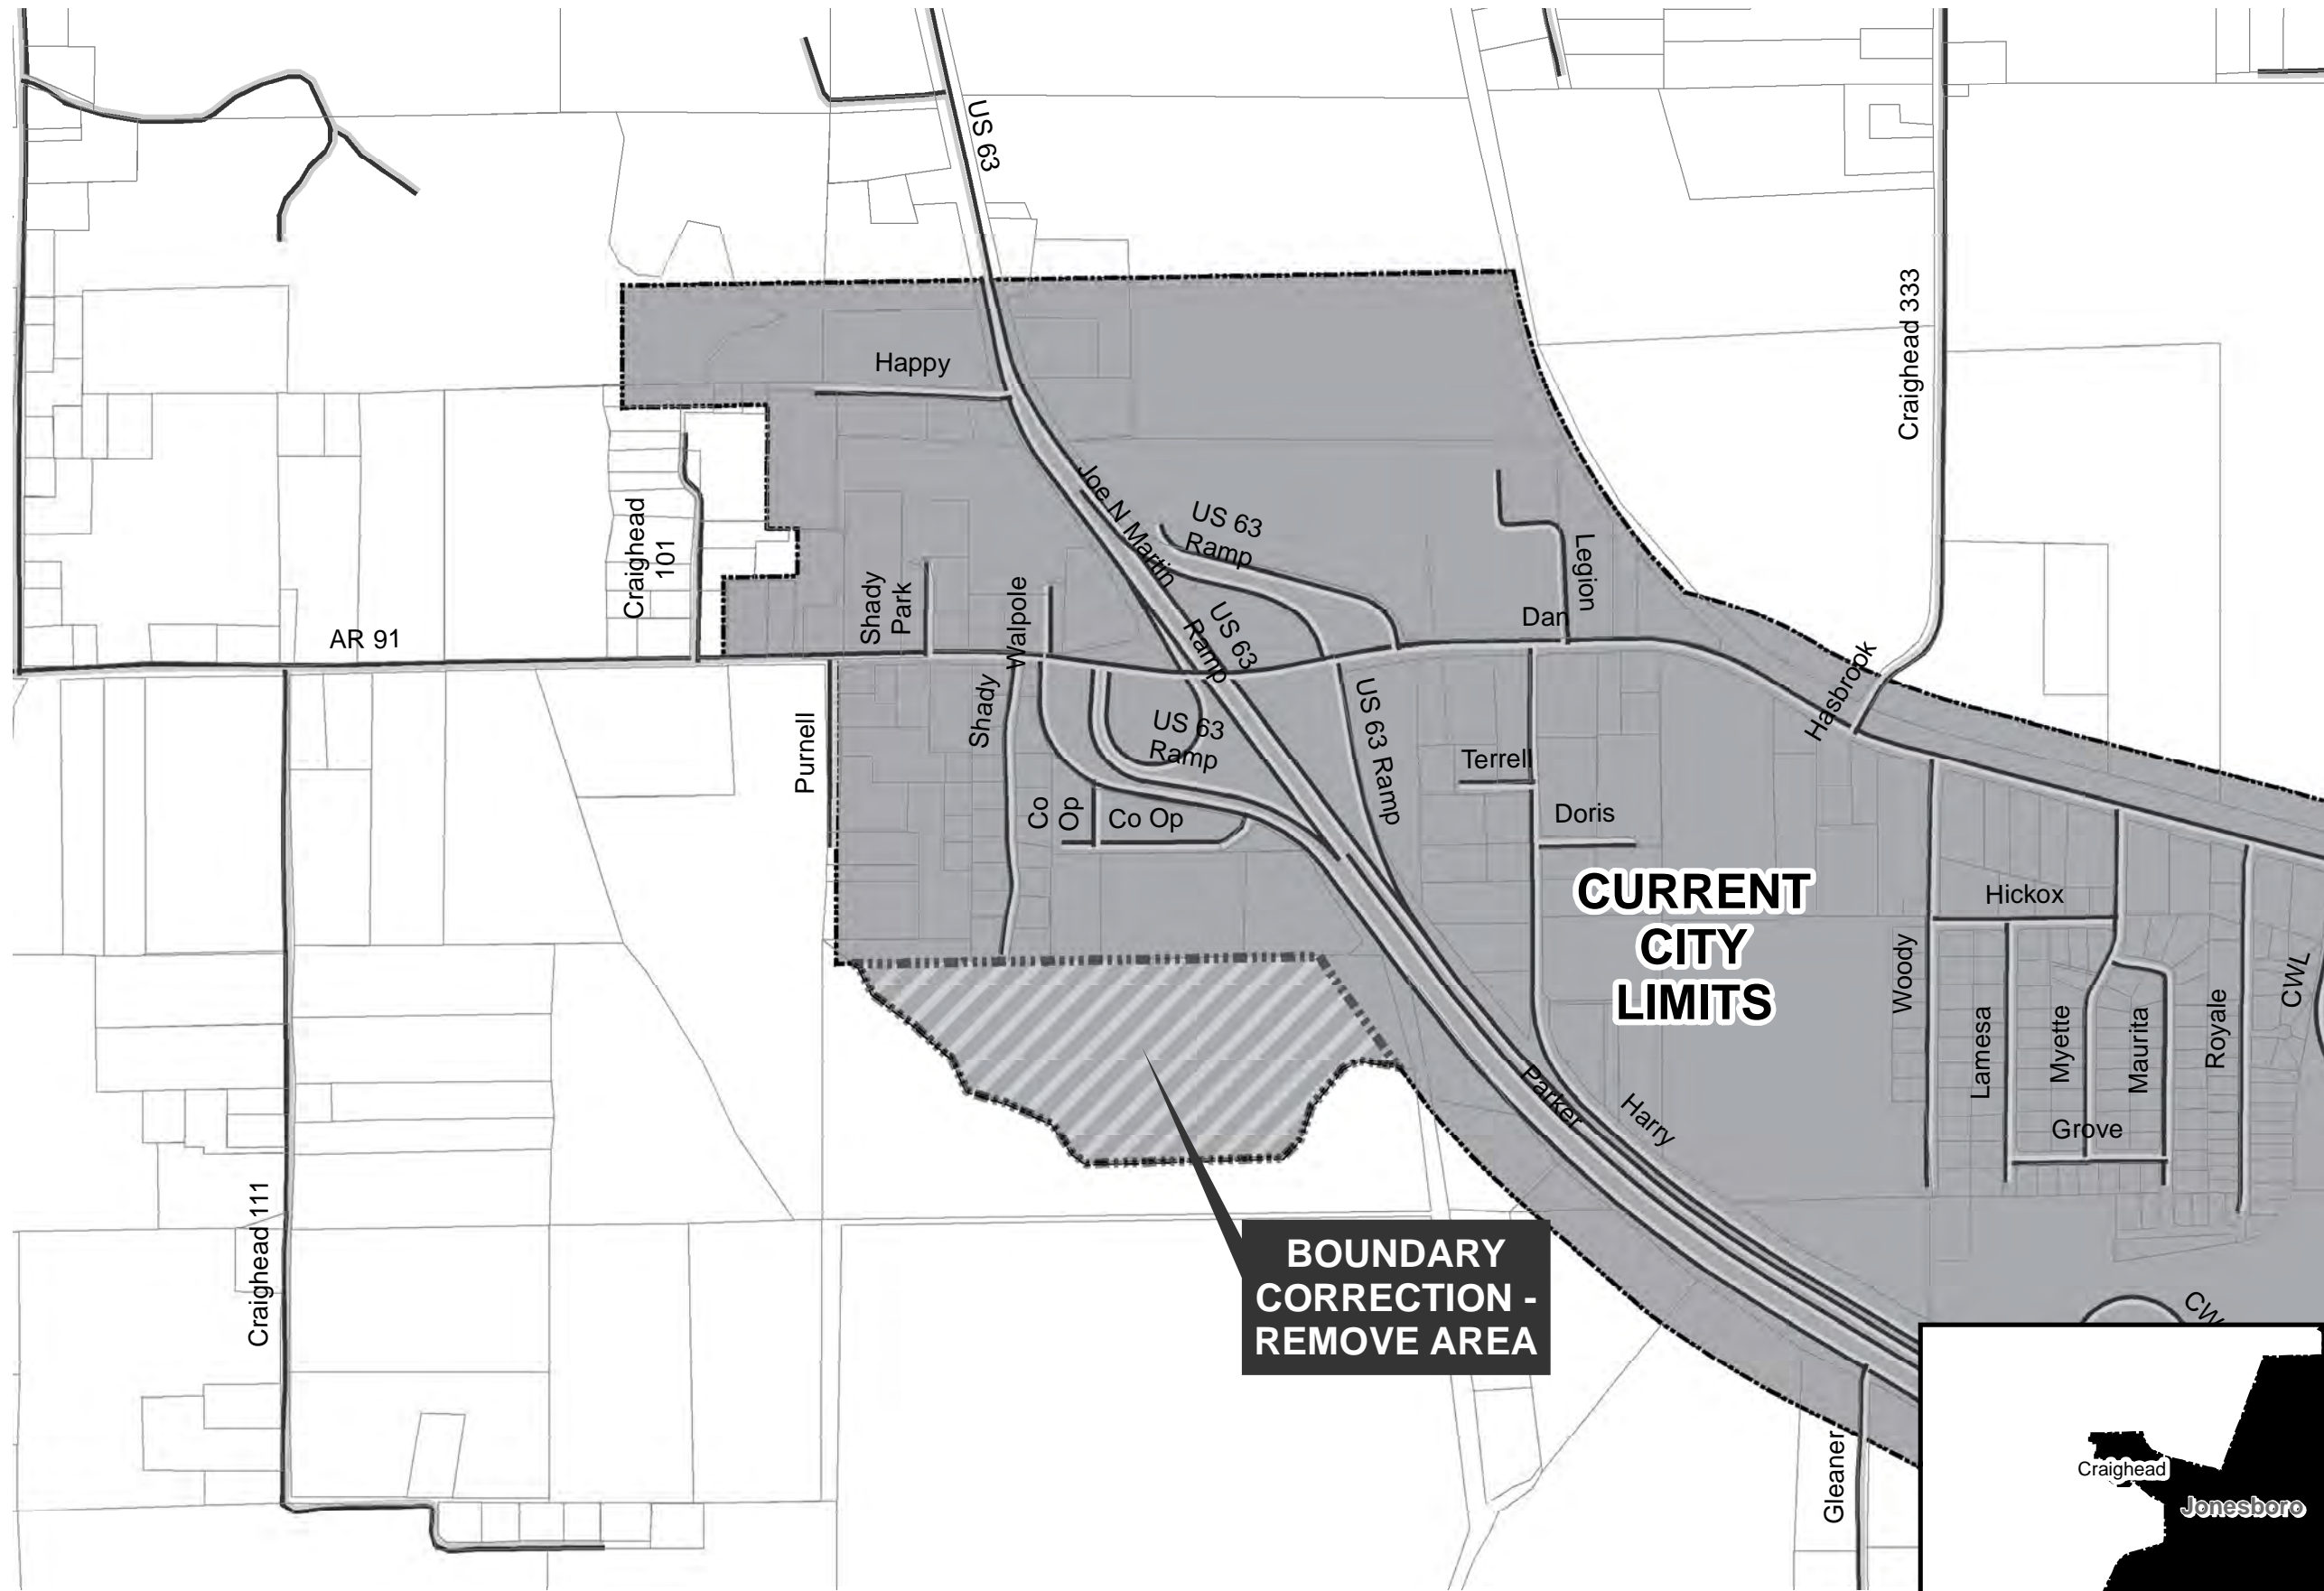 US 63
Craighead 333
Happy
Joe N Martin
US 63
Ramp
Craighead
101
Legion
Shady
Park
Walpole
US 63
Ramp
Dan
AR 91
Hasbrook
Shady
Purnell
US 63
Ramp
US 63 Ramp
Terrell
Co
Op
Co Op
Doris
CURRENT
CITY
LIMITS
Hickox
Woody
CWL
Lamesa
Myette
Maurita
Royale
Parker
Harry
Grove
Craighead 111
BOUNDARY
CORRECTION -
REMOVE AREA
CW
Gleaner
Craighead
Jonesboro